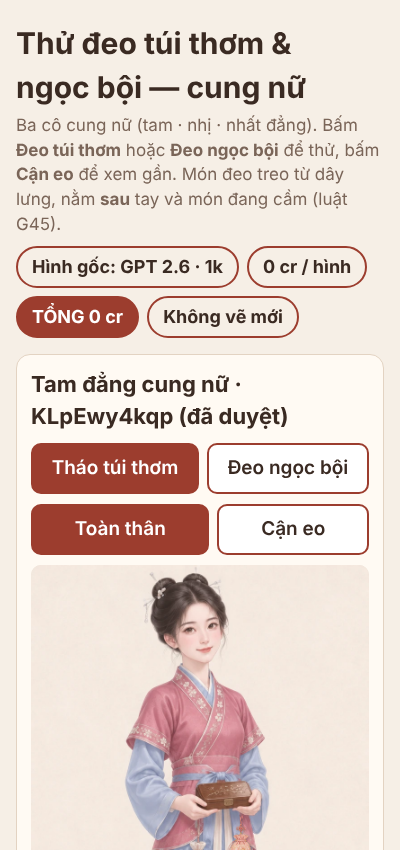 Thử đeo túi thơm &
ngọc bội — cung nữ
Ba cô cung nữ (tam · nhị · nhất đẳng). Bấm
Đeo túi thơm hoặc Đeo ngọc bội để thử, bấm
Cận eo để xem gần. Món đeo treo từ dây
lưng, nằm sau tay và món đang cầm (luật
G45).
Hình gốc: GPT 2.6 · 1k
0 cr / hình
TỔNG 0 cr
Không vẽ mới
Tam đẳng cung nữ ·
KLpEwy4kqp (đã duyệt)
Tháo túi thơm
Đeo ngọc bội
Toàn thân
Cận eo